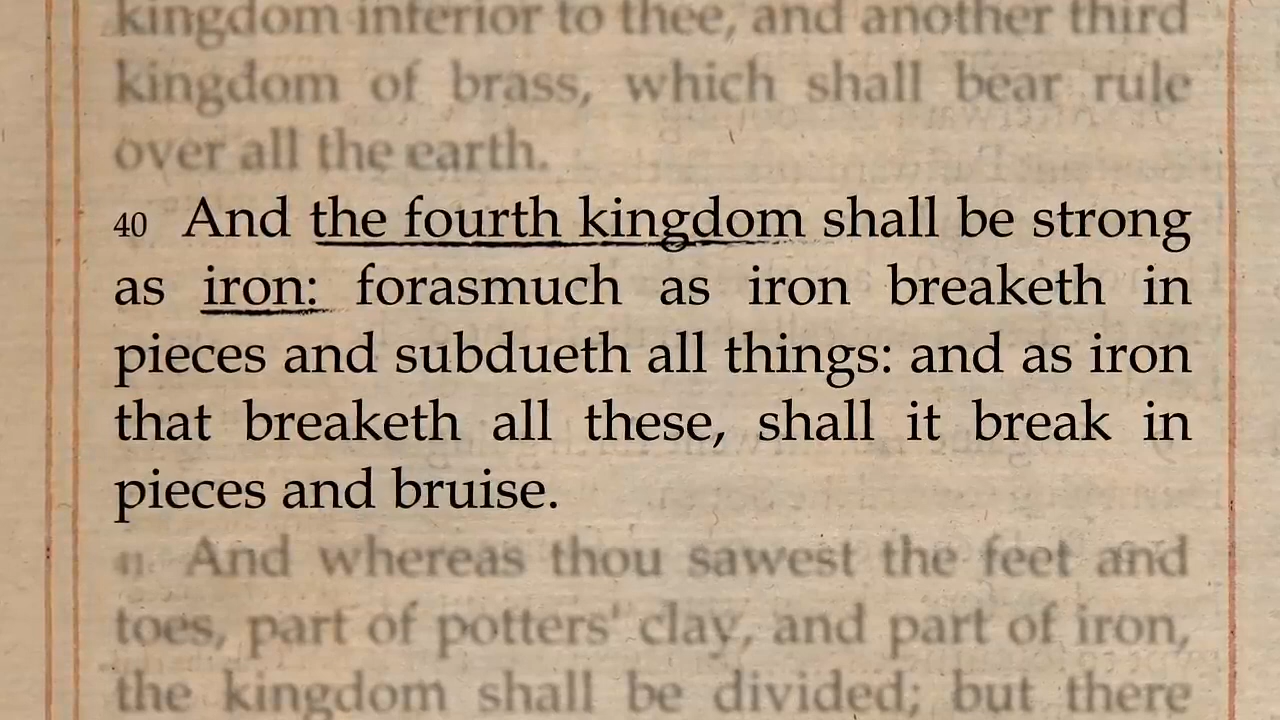 kingdom inferior to thee, and another third
kingdom of brass, which shall bear rule
over all the earth.
40 And the fourth kingdom shall be strong
as iron: forasmuch as iron breaketh in
pieces and subdueth all things: and as iron
that breaketh all these, shall it break in
pieces and bruise.
41 And whereas thou sawest the feet and
toes, part of potters' clay, and part of iron,
the kingdom shall be divided; but there